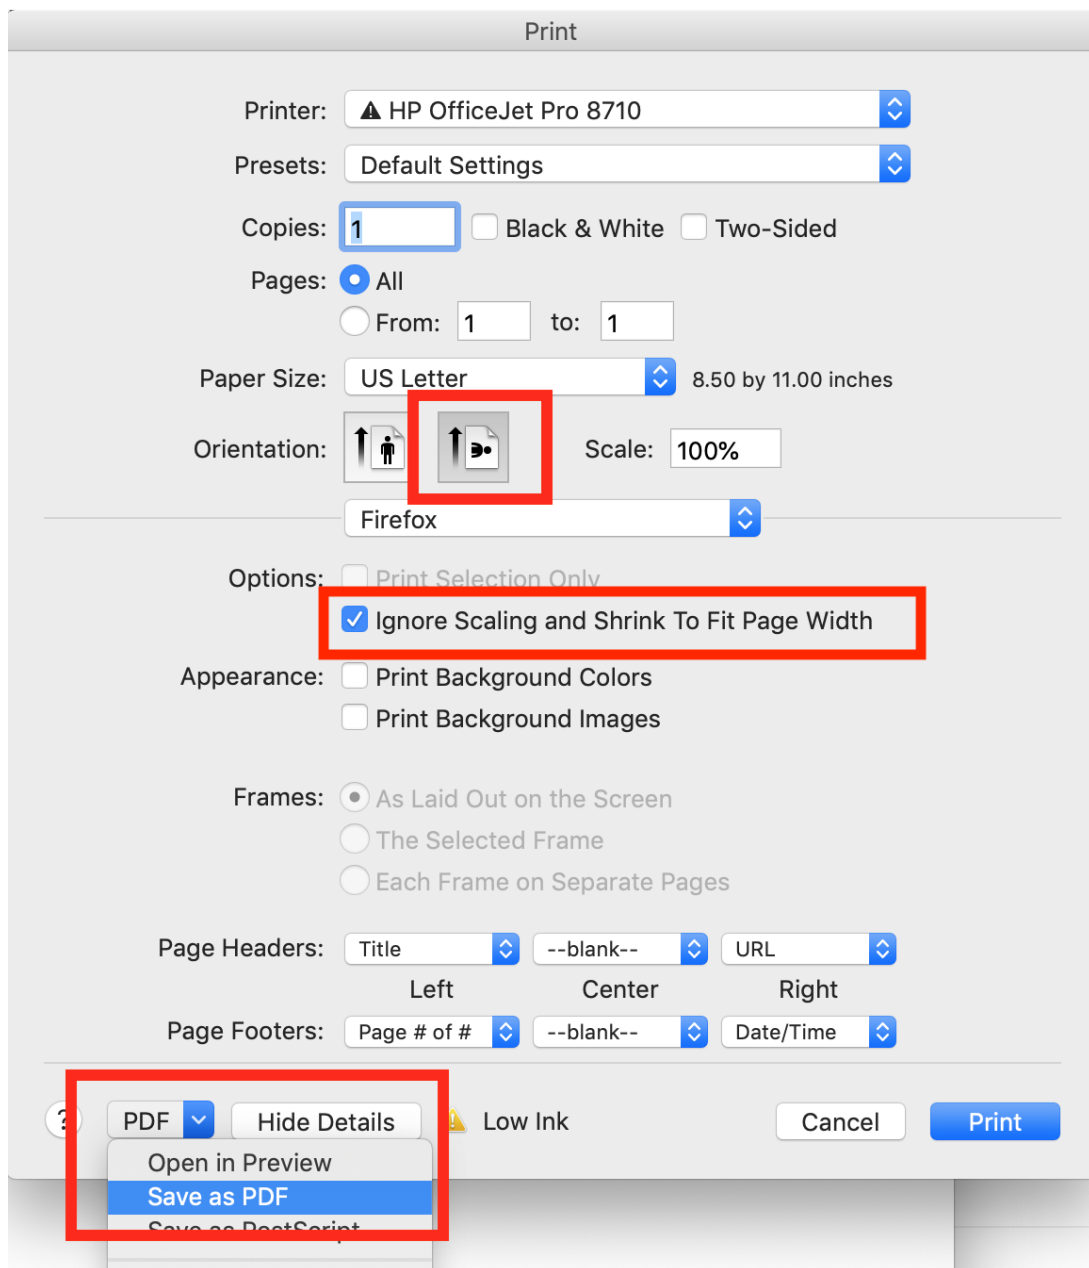 Print
Printer: HP OfficeJet Pro 8710
Presets: Default Settings
Copies: 1 Black & White Two-Sided
Pages: All
From: 1 to: 1
Paper Size: US Letter 8.50 by 11.00 inches
Orientation: Scale: 100%
Firefox
Options: Print Selection Only
Ignore Scaling and Shrink To Fit Page Width
Appearance: Print Background Colors
Print Background Images
Frames: As Laid Out on the Screen
The Selected Frame
Each Frame on Separate Pages
Page Headers: Title --blank-- URL
Left Center Right
Page Footers: Page # of # --blank-- Date/Time
? PDF Hide Details Low Ink Cancel Print
Open in Preview
Save as PDF
Save as PostScript